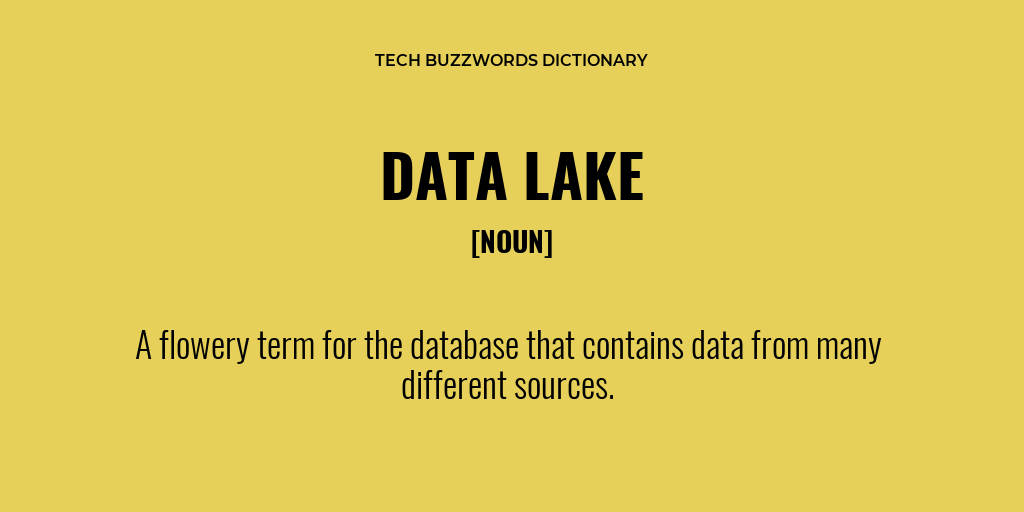 TECH BUZZWORDS DICTIONARY
DATA LAKE
[NOUN]
A flowery term for the database that contains data from many
different sources.